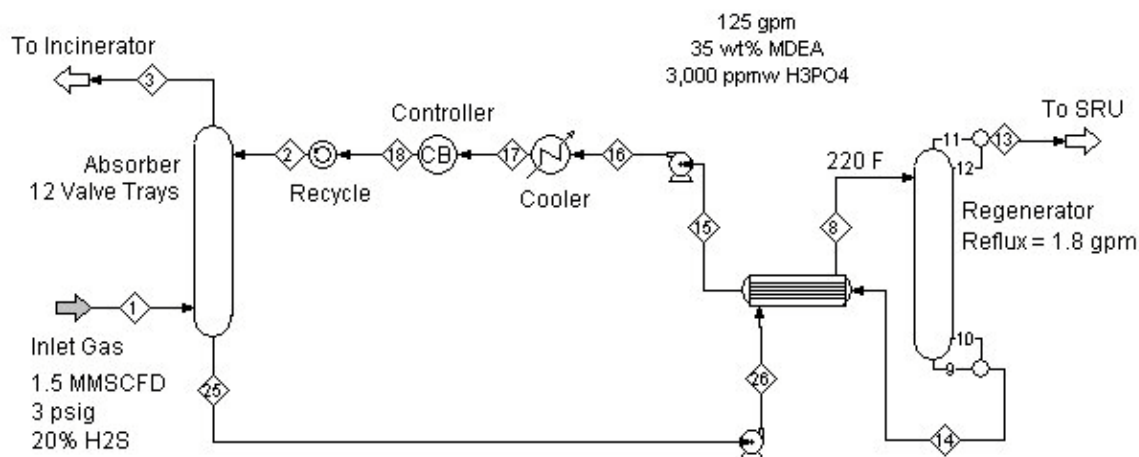 125 gpm
35 wt% MDEA
3,000 ppmw H3PO4
To Incinerator
3
Controller
To SRU
11
13
12
Absorber
12 Valve Trays
2
18
CB
17
16
Recycle
Cooler
220 F
Regenerator
Reflux = 1.8 gpm
15
8
1
Inlet Gas
1.5 MMSCFD
3 psig
20% H2S
25
26
10
9
14